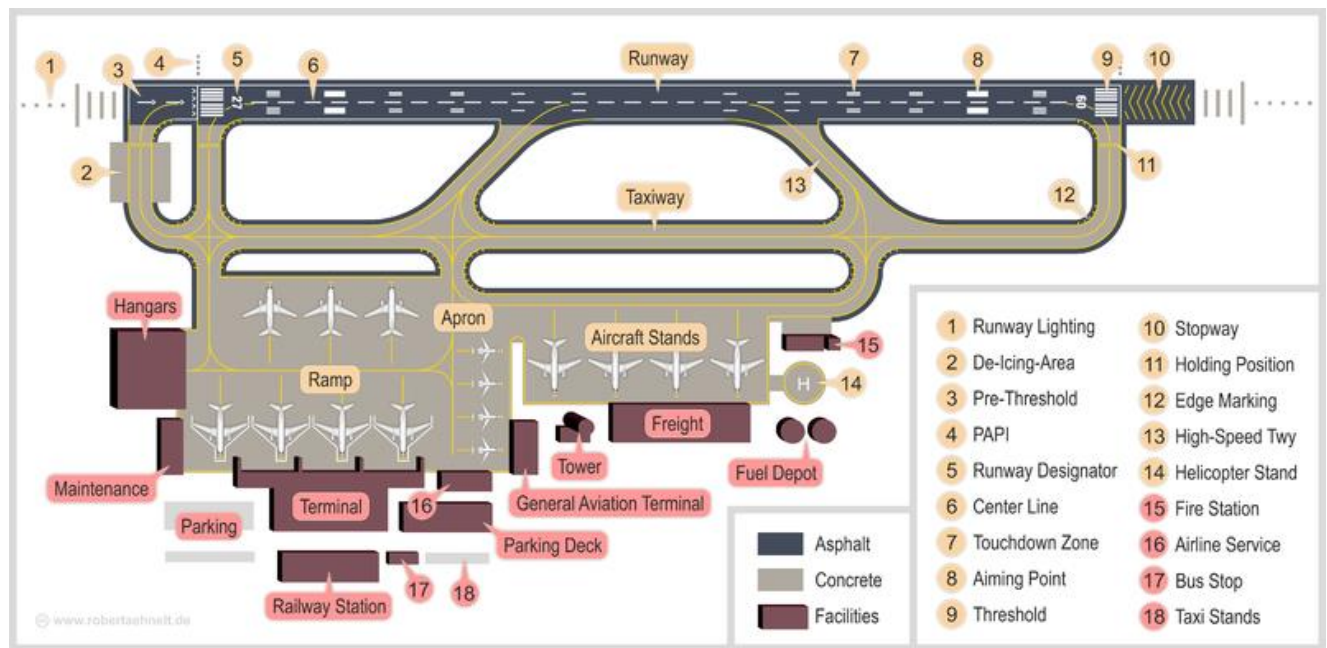 1
3
4
5
6
Runway
7
8
9
10
27
09
2
11
13
12
Taxiway
Hangars
Apron
Aircraft Stands
15
Ramp
H
14
Freight
Tower
Fuel Depot
Maintenance
16
General Aviation Terminal
Terminal
Parking
Parking Deck
17
18
Railway Station
www.robertaehnelt.de
Asphalt
Concrete
Facilities
1 Runway Lighting
2 De-Icing-Area
3 Pre-Threshold
4 PAPI
5 Runway Designator
6 Center Line
7 Touchdown Zone
8 Aiming Point
9 Threshold
10 Stopway
11 Holding Position
12 Edge Marking
13 High-Speed Twy
14 Helicopter Stand
15 Fire Station
16 Airline Service
17 Bus Stop
18 Taxi Stands